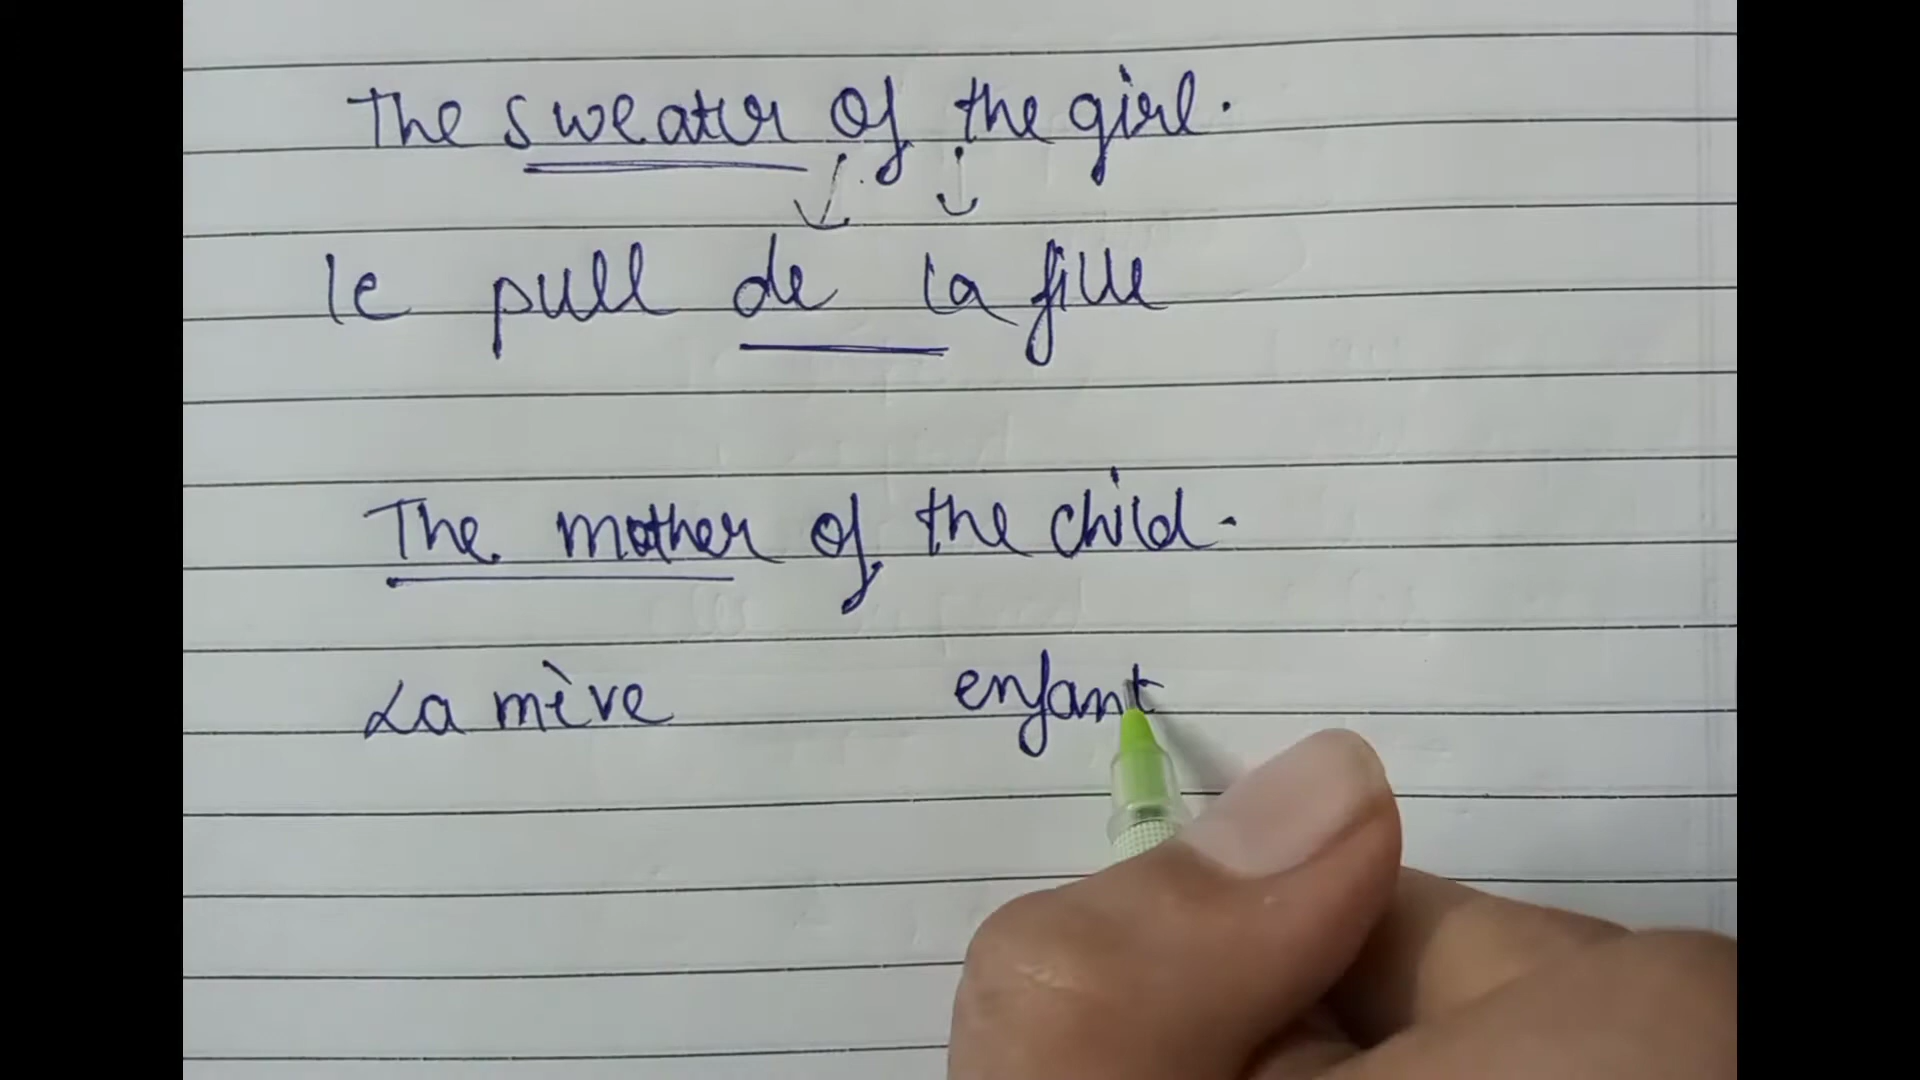 The sweater of the girl.
le pull de la fille
The mother of the child.
La mère enfant